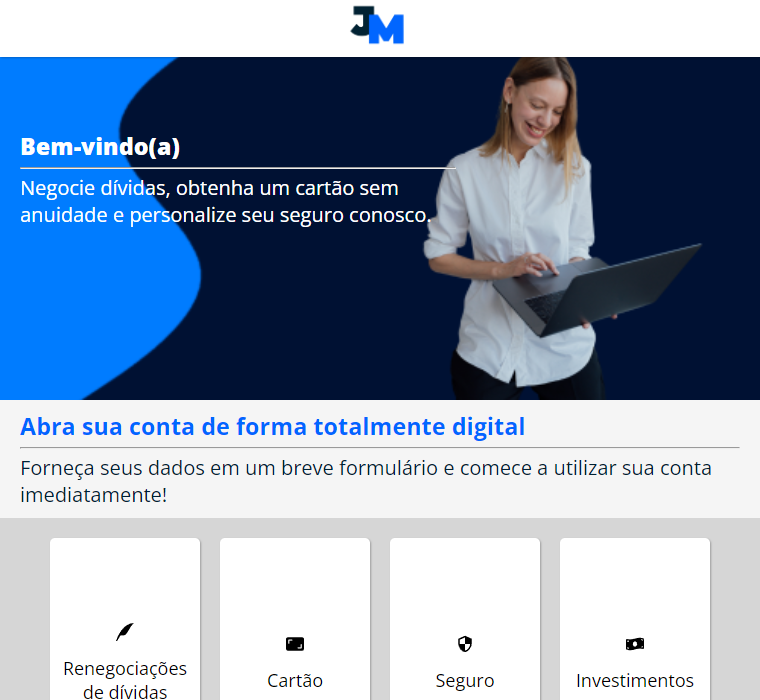 JM
Bem-vindo(a)
Negocie dívidas, obtenha um cartão sem
anuidade e personalize seu seguro conosco.
Abra sua conta de forma totalmente digital
Forneça seus dados em um breve formulário e comece a utilizar sua conta
imediatamente!
Renegociações
de dívidas
Cartão
Seguro
Investimentos